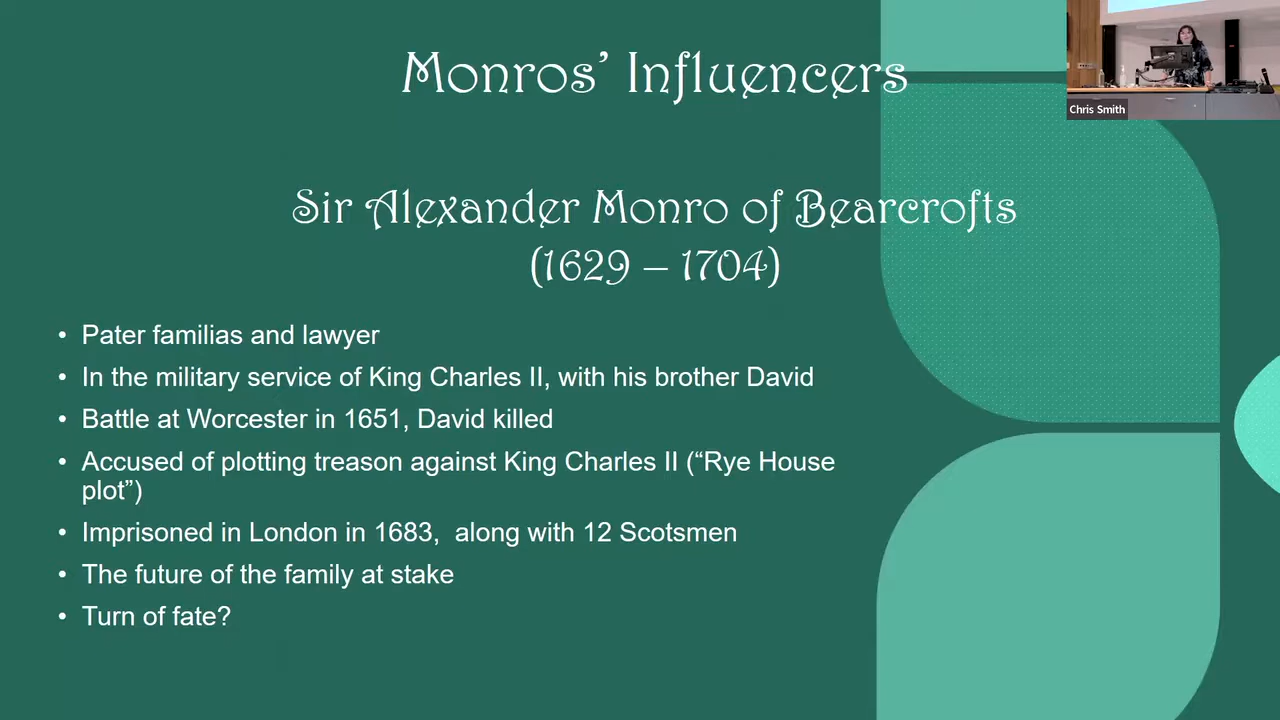 Monros’ Influencers
Chris Smith
Sir Alexander Monro of Bearcrofts
(1629 – 1704)
• Pater familias and lawyer
• In the military service of King Charles II, with his brother David
• Battle at Worcester in 1651, David killed
• Accused of plotting treason against King Charles II (“Rye House
plot”)
• Imprisoned in London in 1683,  along with 12 Scotsmen
• The future of the family at stake
• Turn of fate?